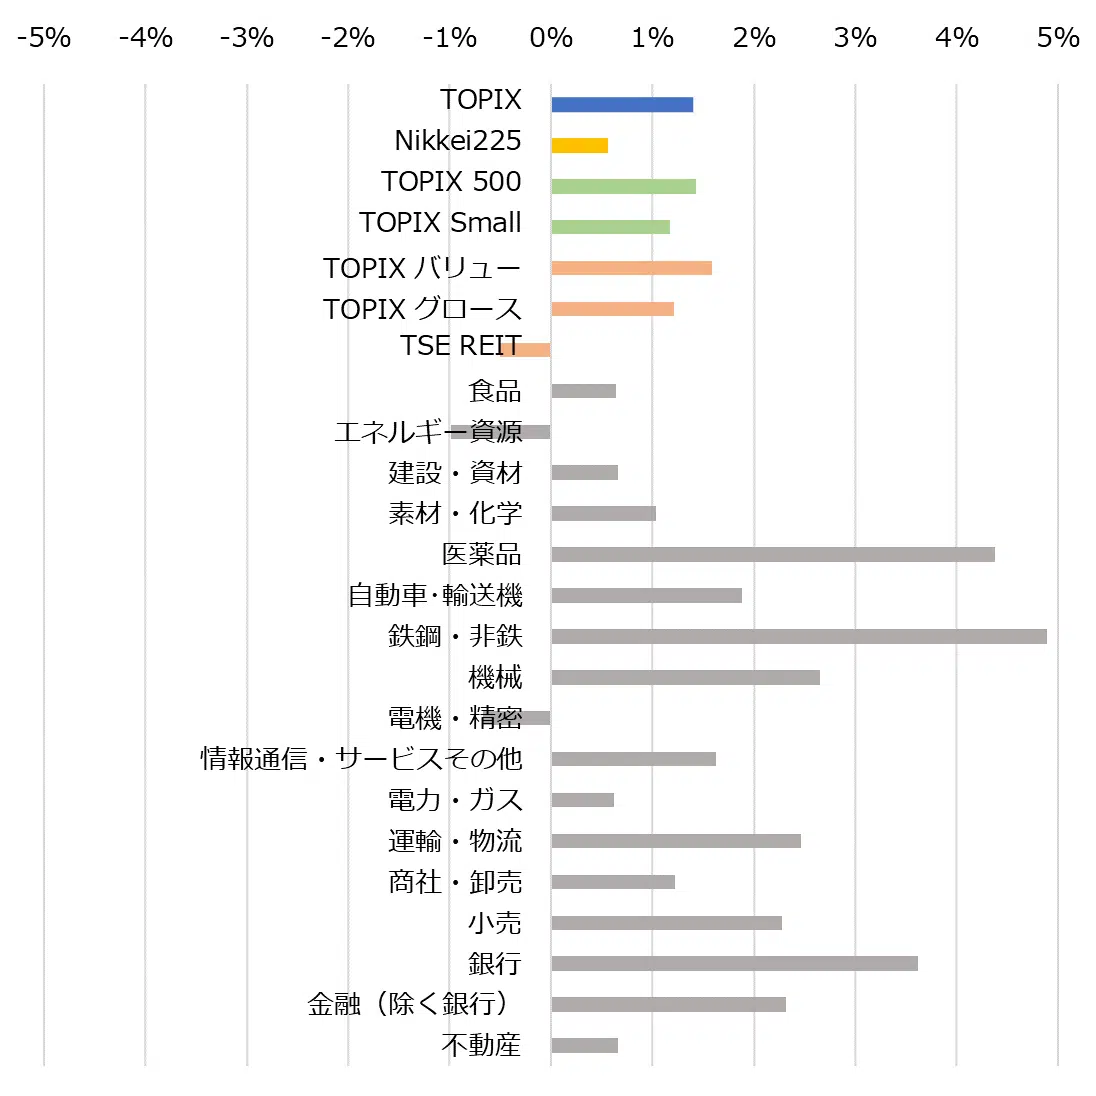 -5% -4% -3% -2% -1% 0% 1% 2% 3% 4% 5%
TOPIX
Nikkei225
TOPIX 500
TOPIX Small
TOPIX バリュー
TOPIX グロース
TSE REIT
食品
エネルギー資源
建設・資材
素材・化学
医薬品
自動車･輸送機
鉄鋼・非鉄
機械
電機・精密
情報通信・サービスその他
電力・ガス
運輸・物流
商社・卸売
小売
銀行
金融（除く銀行）
不動産